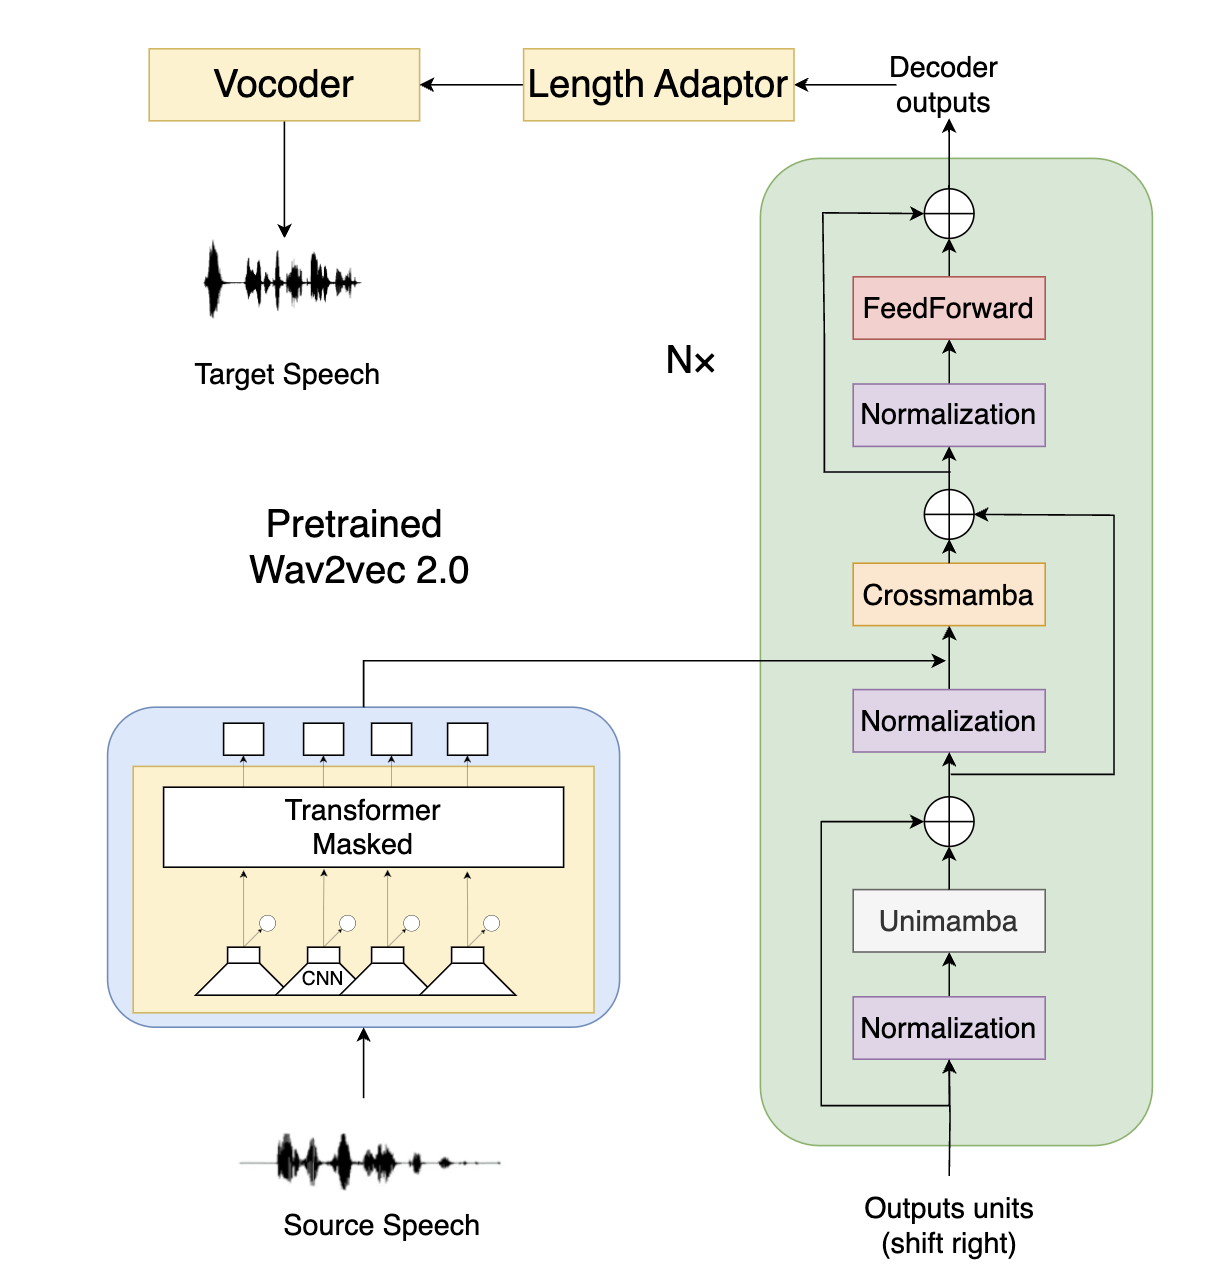 Vocoder
Length Adaptor
Decoder
outputs
Target Speech
N×
FeedForward
Normalization
Crossmamba
Normalization
Unimamba
Normalization
Outputs units
(shift right)
Pretrained
Wav2vec 2.0
Transformer
Masked
CNN
Source Speech